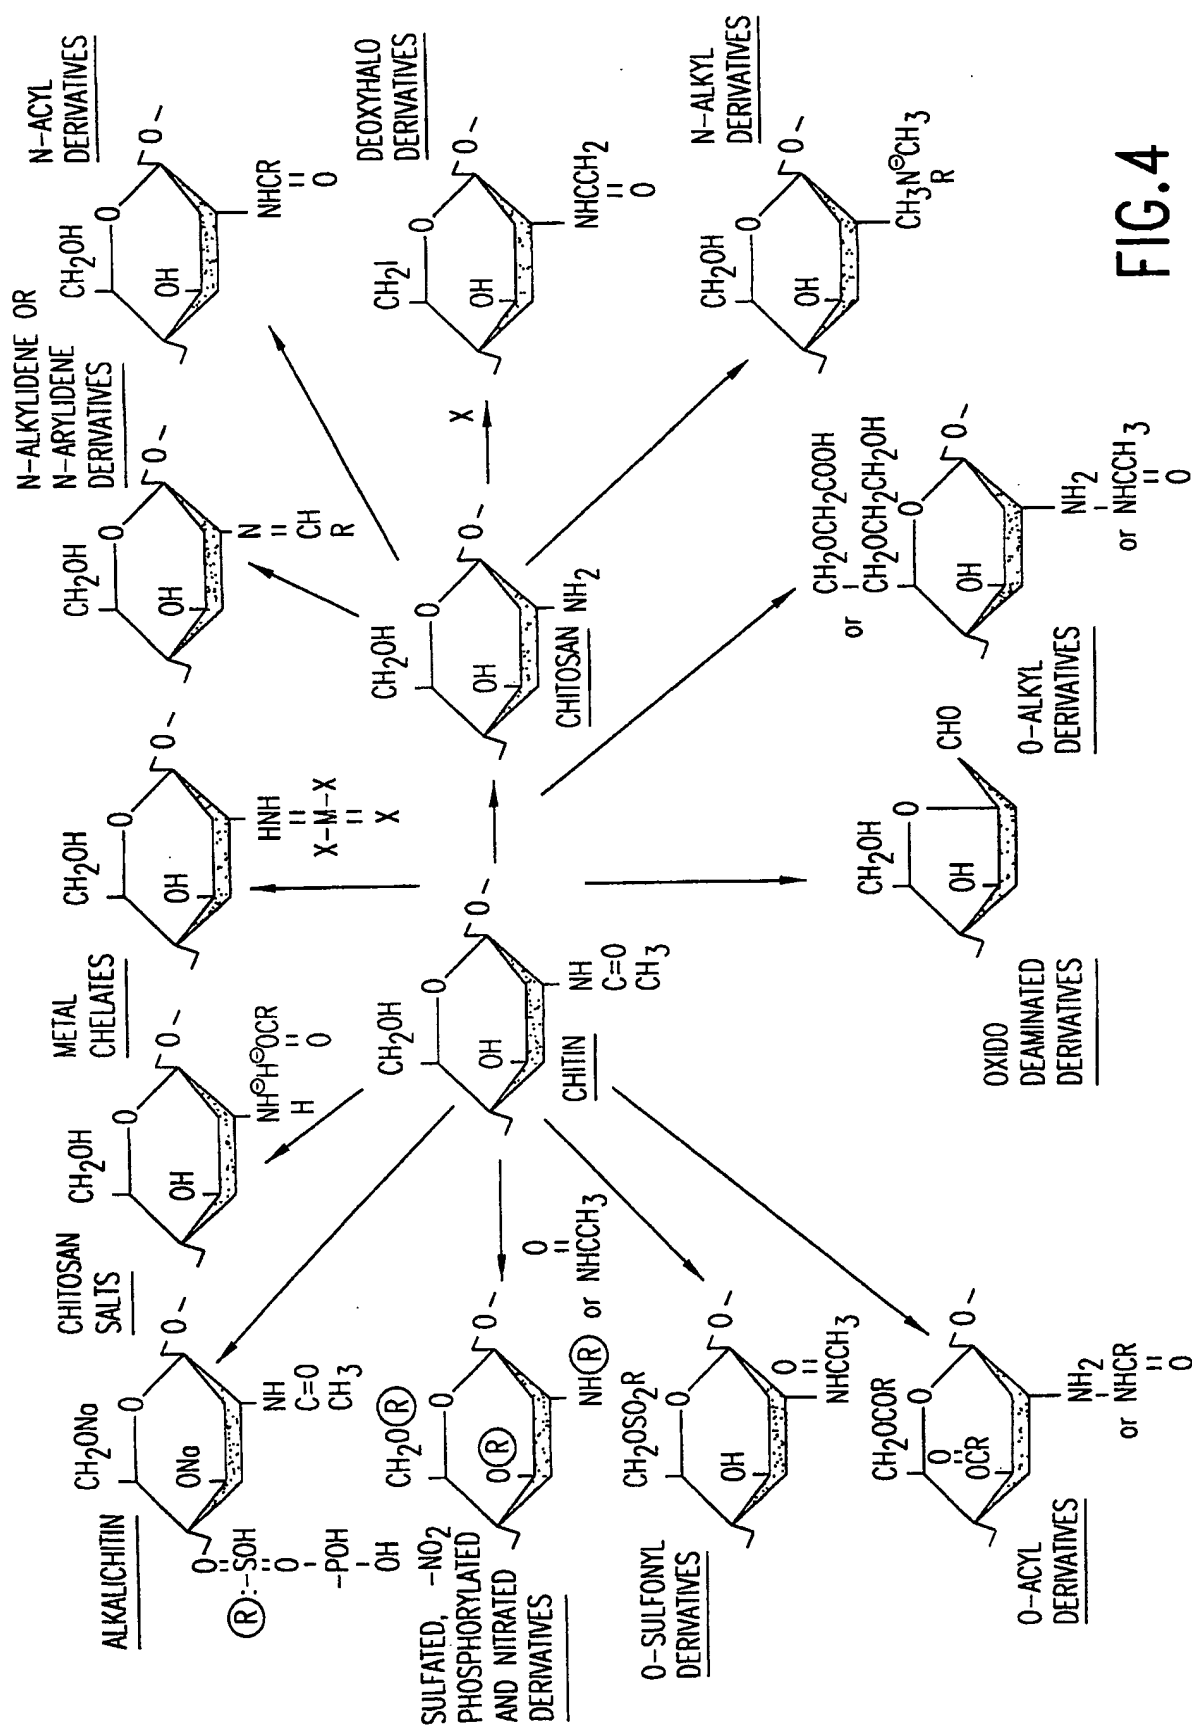 ALKALICHITIN
CH2ONa
O
ONa
O-
NH
C=O
CH3
CHITOSAN
SALTS
CH2OH
O
OH
O-
NH⊖H⊖OCR
H
=
O
METAL
CHELATES
CH2OH
O
OH
O-
HNH
=
X-M-X
=
X
N-ALKYLIDENE OR
N-ARYLIDENE
DERIVATIVES
CH2OH
O
OH
O-
N
=
CH
R
N-ACYL
DERIVATIVES
CH2OH
O
OH
O-
NHCR
=
O
O
=
Ⓡ:-SOH
=
O
-POH
OH
-NO2
SULFATED,
PHOSPHORYLATED
AND NITRATED
DERIVATIVES
CH2OⓇ
O
OⓇ
O-
NHⓇ or NHCCH3
=
O
CHITIN
CH2OH
O
OH
O-
NH
C=O
CH3
CHITOSAN
CH2OH
O
OH
O-
NH2
X
DEOXYHALO
DERIVATIVES
CH2I
O
OH
O-
NHCCH2
=
O
O-SULFONYL
DERIVATIVES
CH2OSO2R
O
OH
O-
O
=
NHCCH3
N-ALKYL
DERIVATIVES
CH2OH
O
OH
O-
CH3N⊖CH3
R
O-ACYL
DERIVATIVES
CH2OCOR
O
O
=
OCR
O-
NH2
or NHCR
=
O
OXIDO
DEAMINATED
DERIVATIVES
CH2OH
O
OH
CHO
O-ALKYL
DERIVATIVES
CH2OCH2COOH
or
CH2OCH2CH2OH
O
OH
O-
NH2
or NHCCH3
=
O
FIG.4